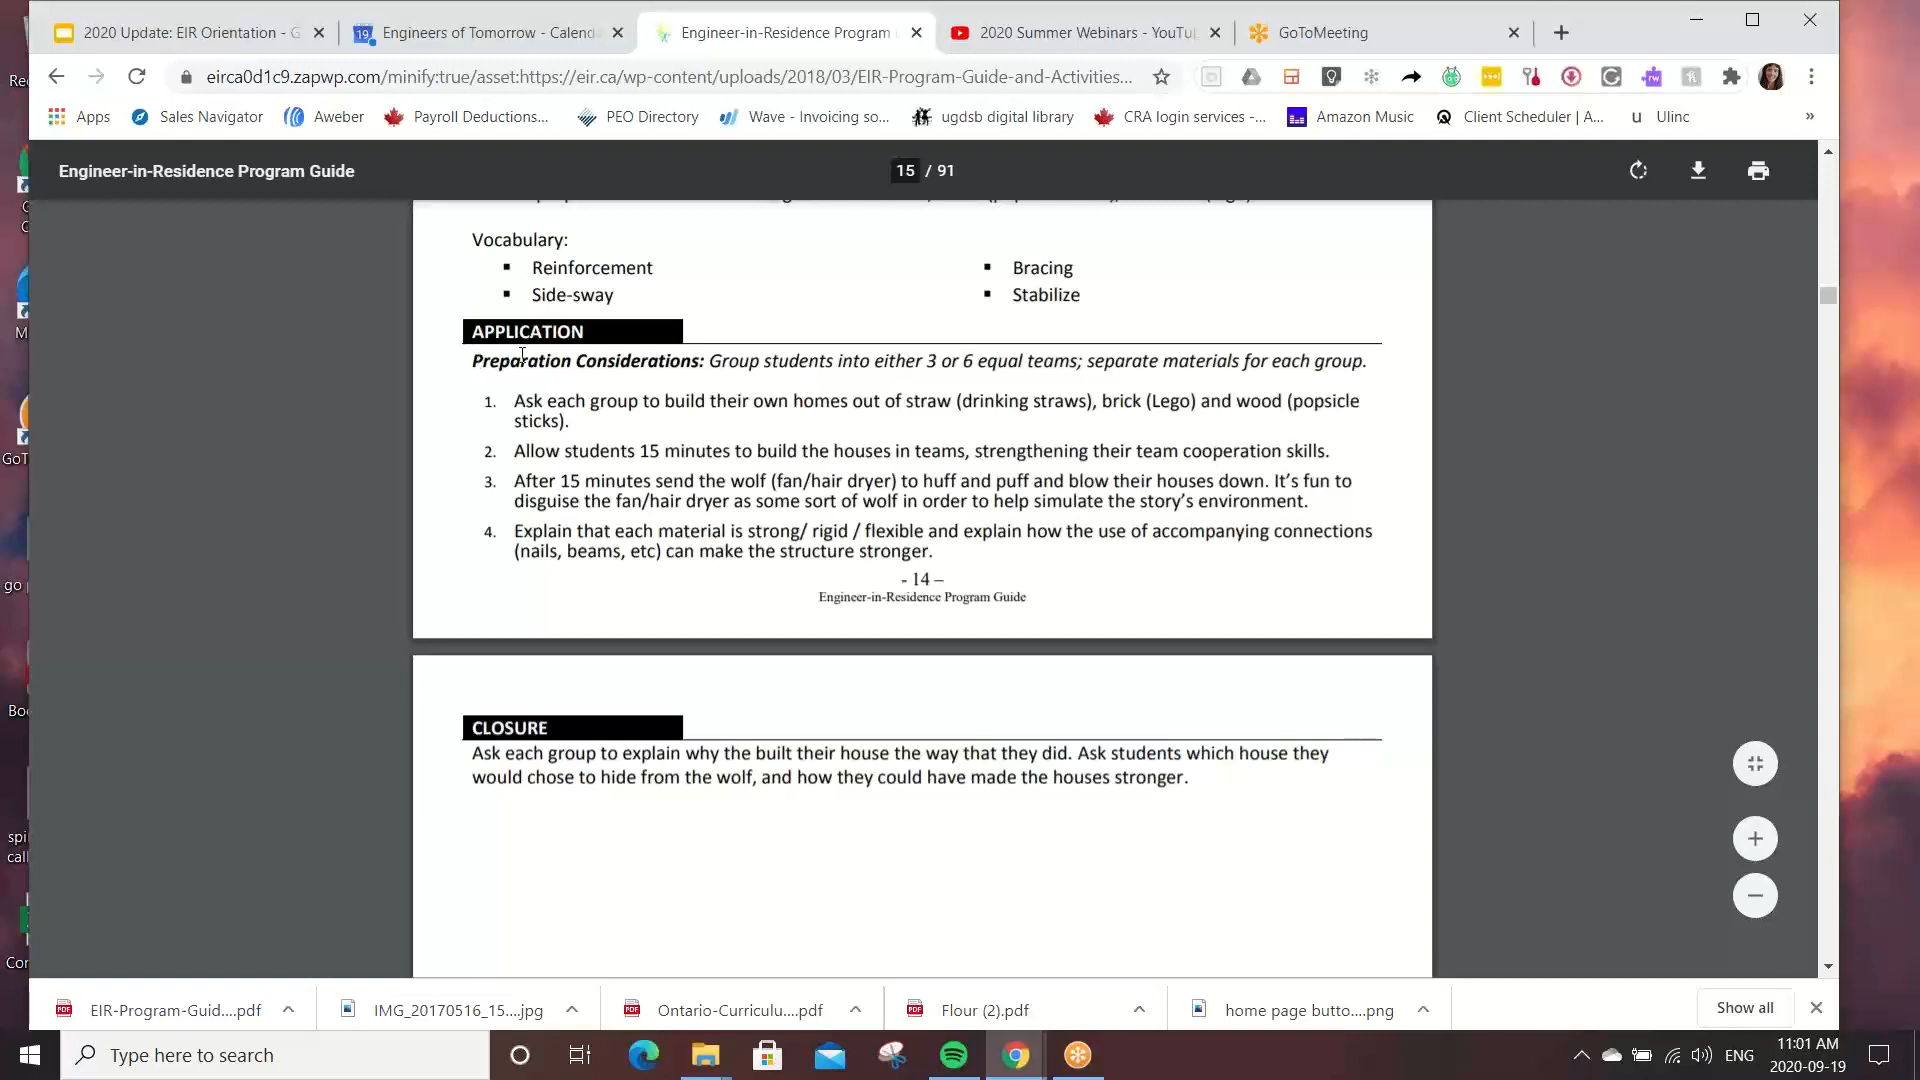 2020 Update: EIR Orientation - G
Engineers of Tomorrow - Calend
Engineer-in-Residence Program
2020 Summer Webinars - YouTu
GoToMeeting
eirca0d1c9.zapwp.com/minify:true/asset:https://eir.ca/wp-content/uploads/2018/03/EIR-Program-Guide-and-Activities...
Apps
Sales Navigator
Aweber
Payroll Deductions...
PEO Directory
Wave - Invoicing so...
ugdsb digital library
CRA login services -...
Amazon Music
Client Scheduler | A...
Ulinc
»
Engineer-in-Residence Program Guide
15 / 91
Vocabulary:
▪ Reinforcement
▪ Bracing
▪ Side-sway
▪ Stabilize
APPLICATION
Preparation Considerations: Group students into either 3 or 6 equal teams; separate materials for each group.
1. Ask each group to build their own homes out of straw (drinking straws), brick (Lego) and wood (popsicle
sticks).
2. Allow students 15 minutes to build the houses in teams, strengthening their team cooperation skills.
3. After 15 minutes send the wolf (fan/hair dryer) to huff and puff and blow their houses down. It's fun to
disguise the fan/hair dryer as some sort of wolf in order to help simulate the story's environment.
4. Explain that each material is strong/ rigid / flexible and explain how the use of accompanying connections
(nails, beams, etc) can make the structure stronger.
- 14 –
Engineer-in-Residence Program Guide
CLOSURE
Ask each group to explain why the built their house the way that they did. Ask students which house they
would chose to hide from the wolf, and how they could have made the houses stronger.
EIR-Program-Guid....pdf
IMG_20170516_15....jpg
Ontario-Curriculu....pdf
Flour (2).pdf
home page butto....png
Show all
Type here to search
ENG
11:01 AM
2020-09-19